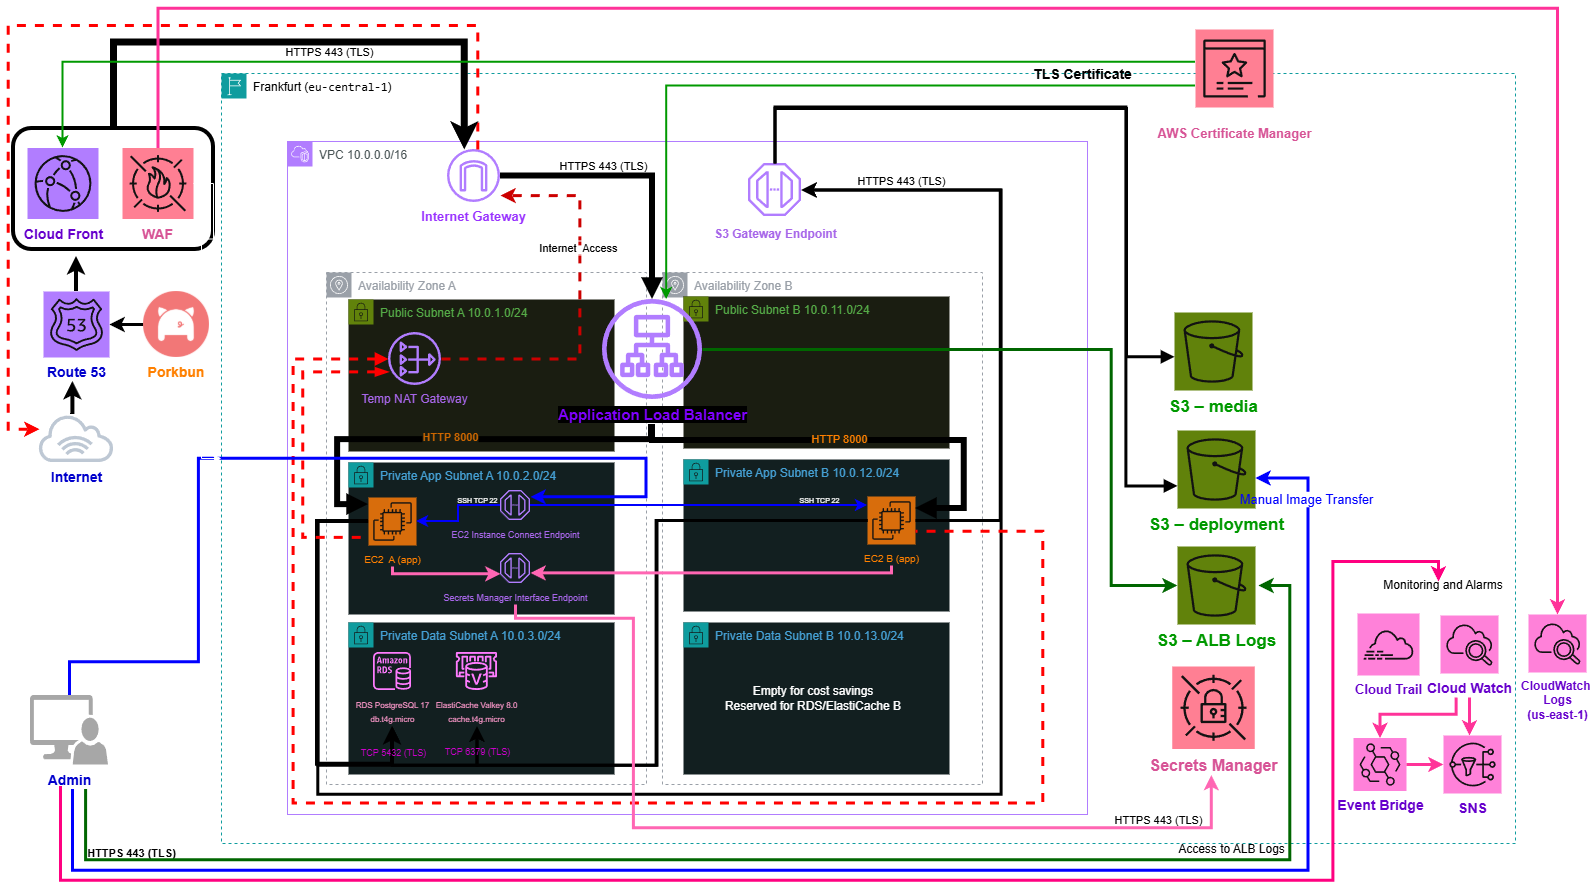 HTTPS 443 (TLS)
TLS Certificate
Frankfurt (eu-central-1)
AWS Certificate Manager
VPC 10.0.0.0/16
HTTPS 443 (TLS)
HTTPS 443 (TLS)
Internet Gateway
Cloud Front
WAF
S3 Gateway Endpoint
Internet Access
Availability Zone A
Availability Zone B
Public Subnet A 10.0.1.0/24
Public Subnet B 10.0.11.0/24
53
Route 53
Porkbun
Temp NAT Gateway
Application Load Balancer
S3 – media
HTTP 8000
HTTP 8000
Internet
Private App Subnet A 10.0.2.0/24
Private App Subnet B 10.0.12.0/24
SSH TCP 22
SSH TCP 22
Manual Image Transfer
S3 – deployment
EC2 Instance Connect Endpoint
EC2 A (app)
EC2 B (app)
Secrets Manager Interface Endpoint
Monitoring and Alarms
S3 – ALB Logs
Private Data Subnet A 10.0.3.0/24
Private Data Subnet B 10.0.13.0/24
Amazon
RDS
V
RDS PostgreSQL 17
db.t4g.micro
ElastiCache Valkey 8.0
cache.t4g.micro
Empty for cost savings
Reserved for RDS/ElastiCache B
TCP 5432 (TLS)
TCP 6379 (TLS)
Cloud Trail
Cloud Watch
CloudWatch
Logs
(us-east-1)
Secrets Manager
Admin
Event Bridge
SNS
HTTPS 443 (TLS)
HTTPS 443 (TLS)
Access to ALB Logs